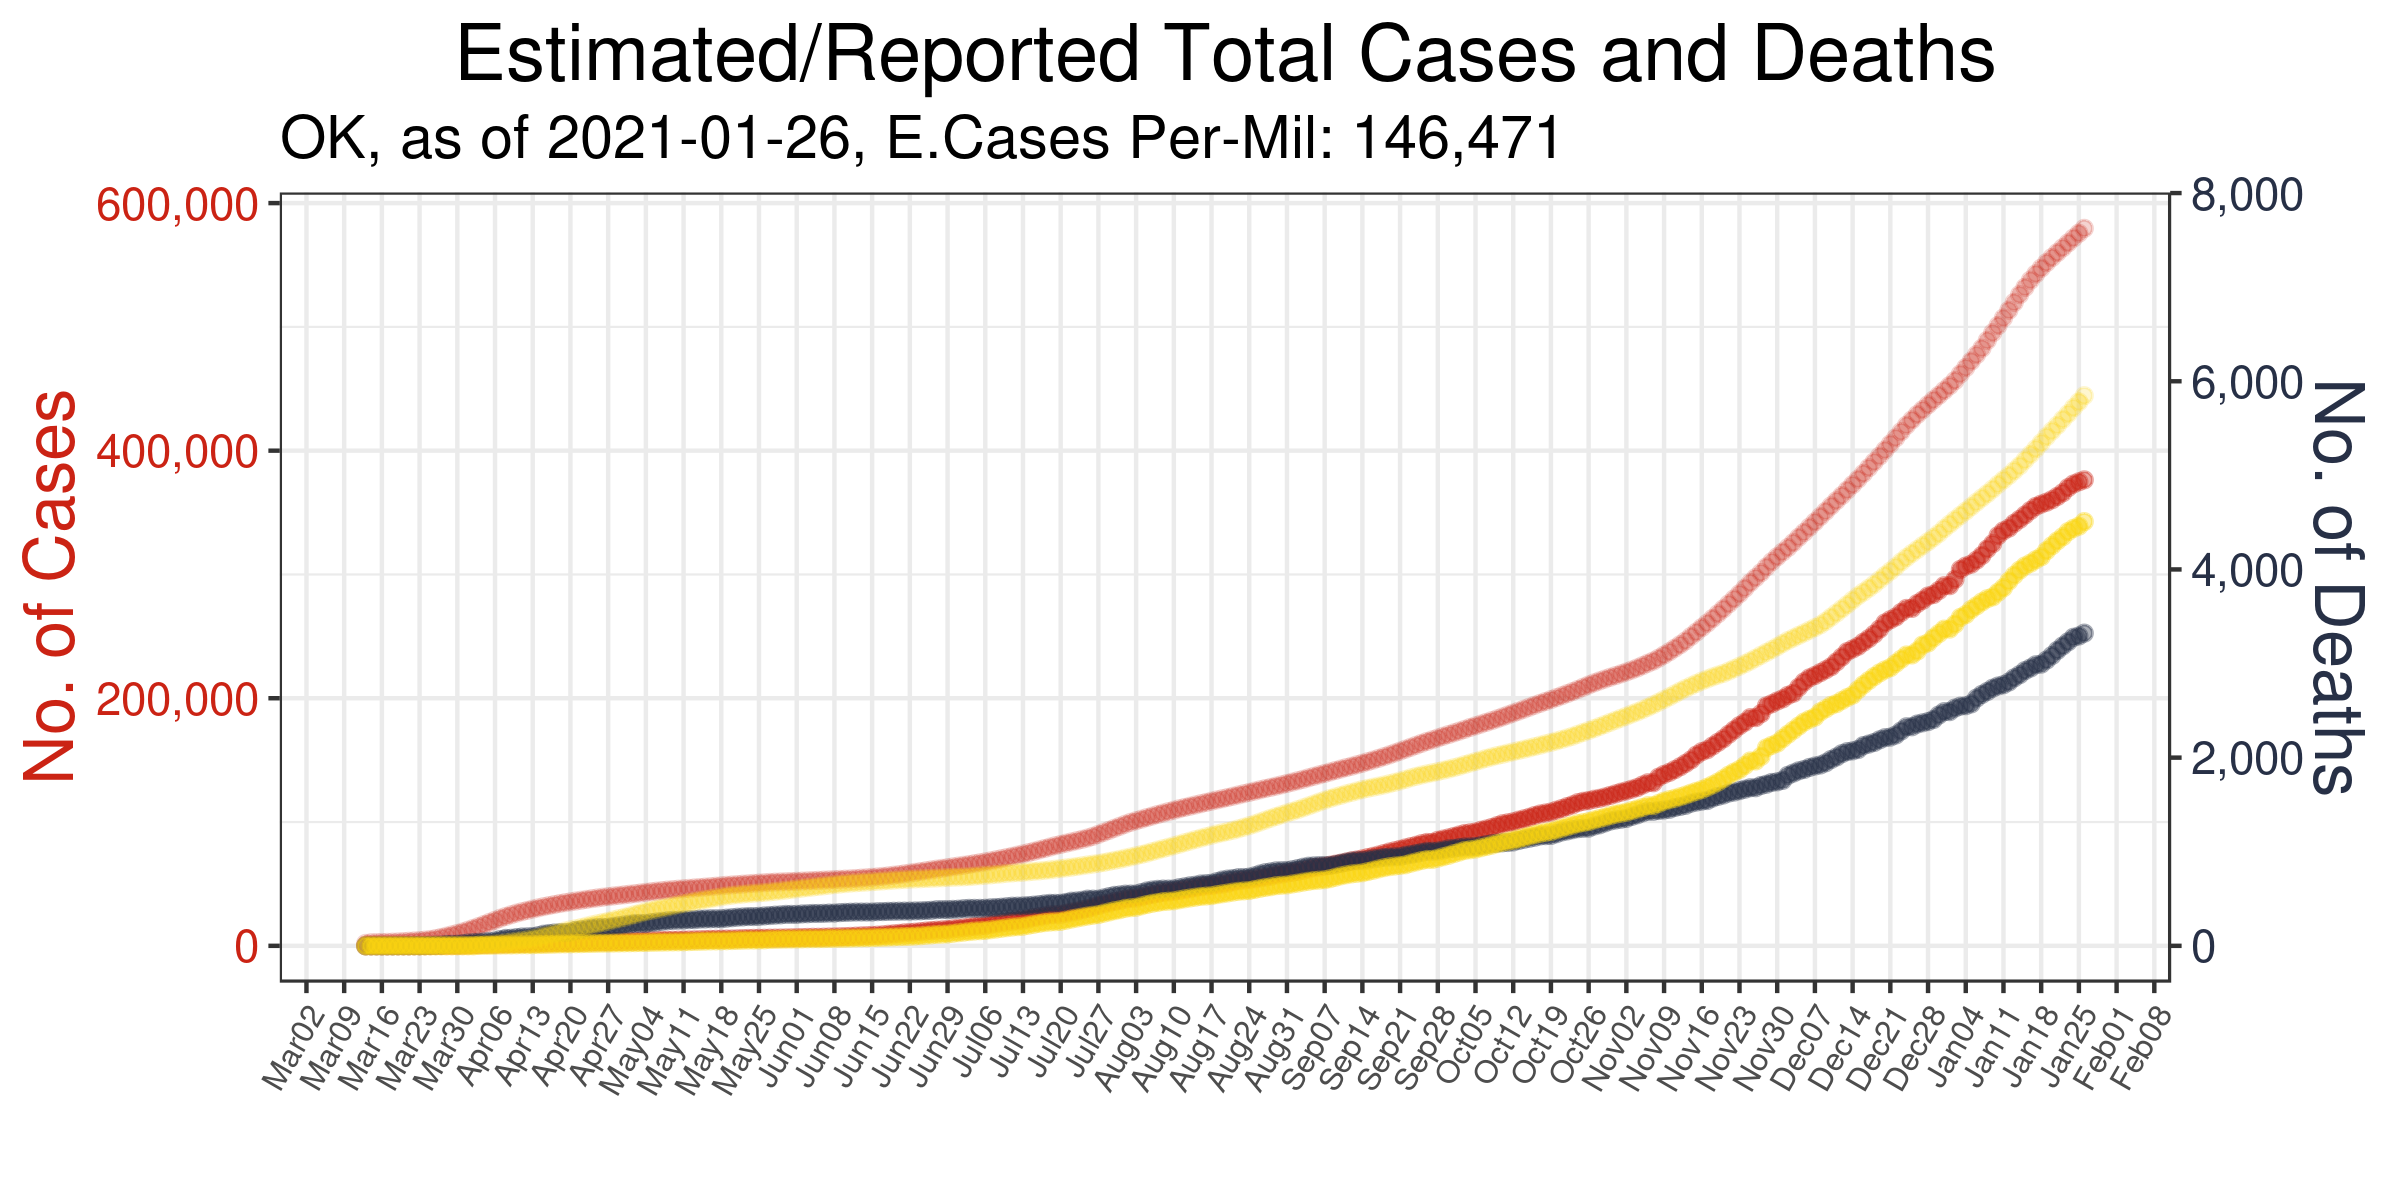 Estimated/Reported Total Cases and Deaths
OK, as of 2021-01-26, E.Cases Per-Mil: 146,471
No. of Cases
600,000
400,000
200,000
0
8,000
6,000
4,000
2,000
0
No. of Deaths
Mar02
Mar09
Mar16
Mar23
Mar30
Apr06
Apr13
Apr20
Apr27
May04
May11
May18
May25
Jun01
Jun08
Jun15
Jun22
Jun29
Jul06
Jul13
Jul20
Jul27
Aug03
Aug10
Aug17
Aug24
Aug31
Sep07
Sep14
Sep21
Sep28
Oct05
Oct12
Oct19
Oct26
Nov02
Nov09
Nov16
Nov23
Nov30
Dec07
Dec14
Dec21
Dec28
Jan04
Jan11
Jan18
Jan25
Feb01
Feb08